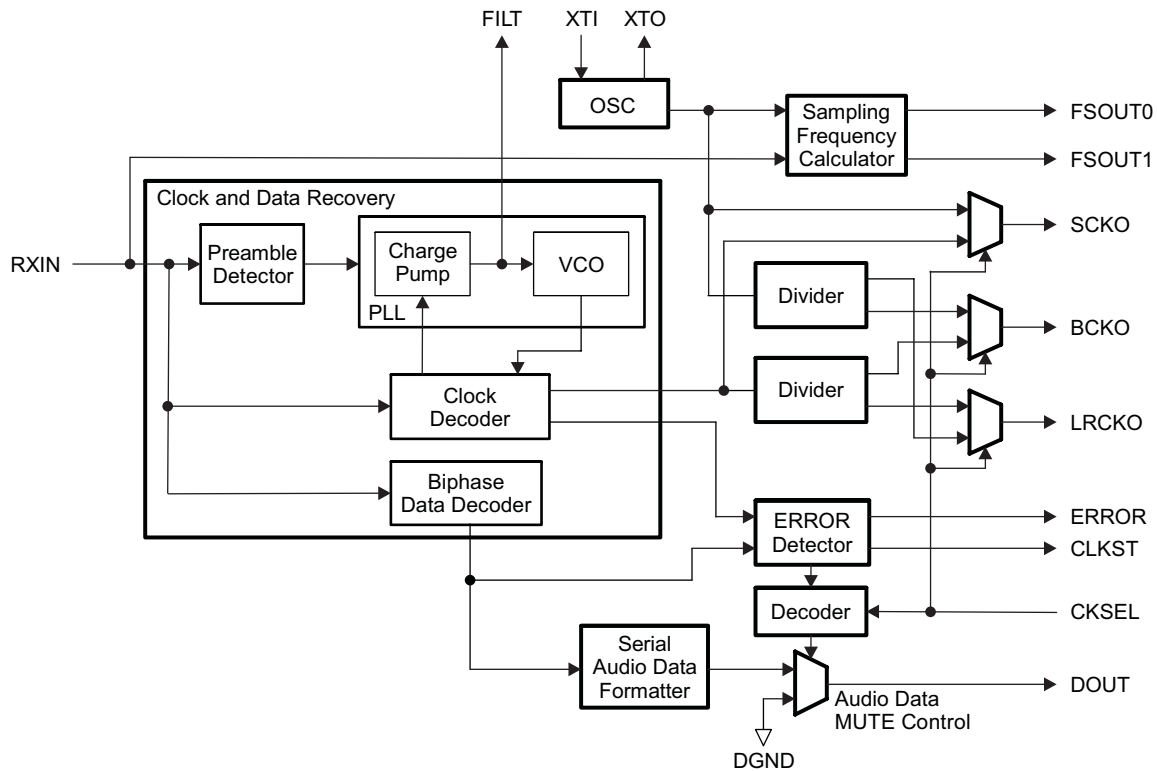 FILT
XTI
XTO
OSC
Sampling
Frequency
Calculator
FSOUT0
FSOUT1
Clock and Data Recovery
RXIN
Preamble
Detector
Charge
Pump
VCO
PLL
SCKO
Divider
BCKO
Divider
Clock
Decoder
LRCKO
Biphase
Data Decoder
ERROR
Detector
ERROR
CLKST
Decoder
CKSEL
Serial
Audio Data
Formatter
DOUT
Audio Data
MUTE Control
DGND